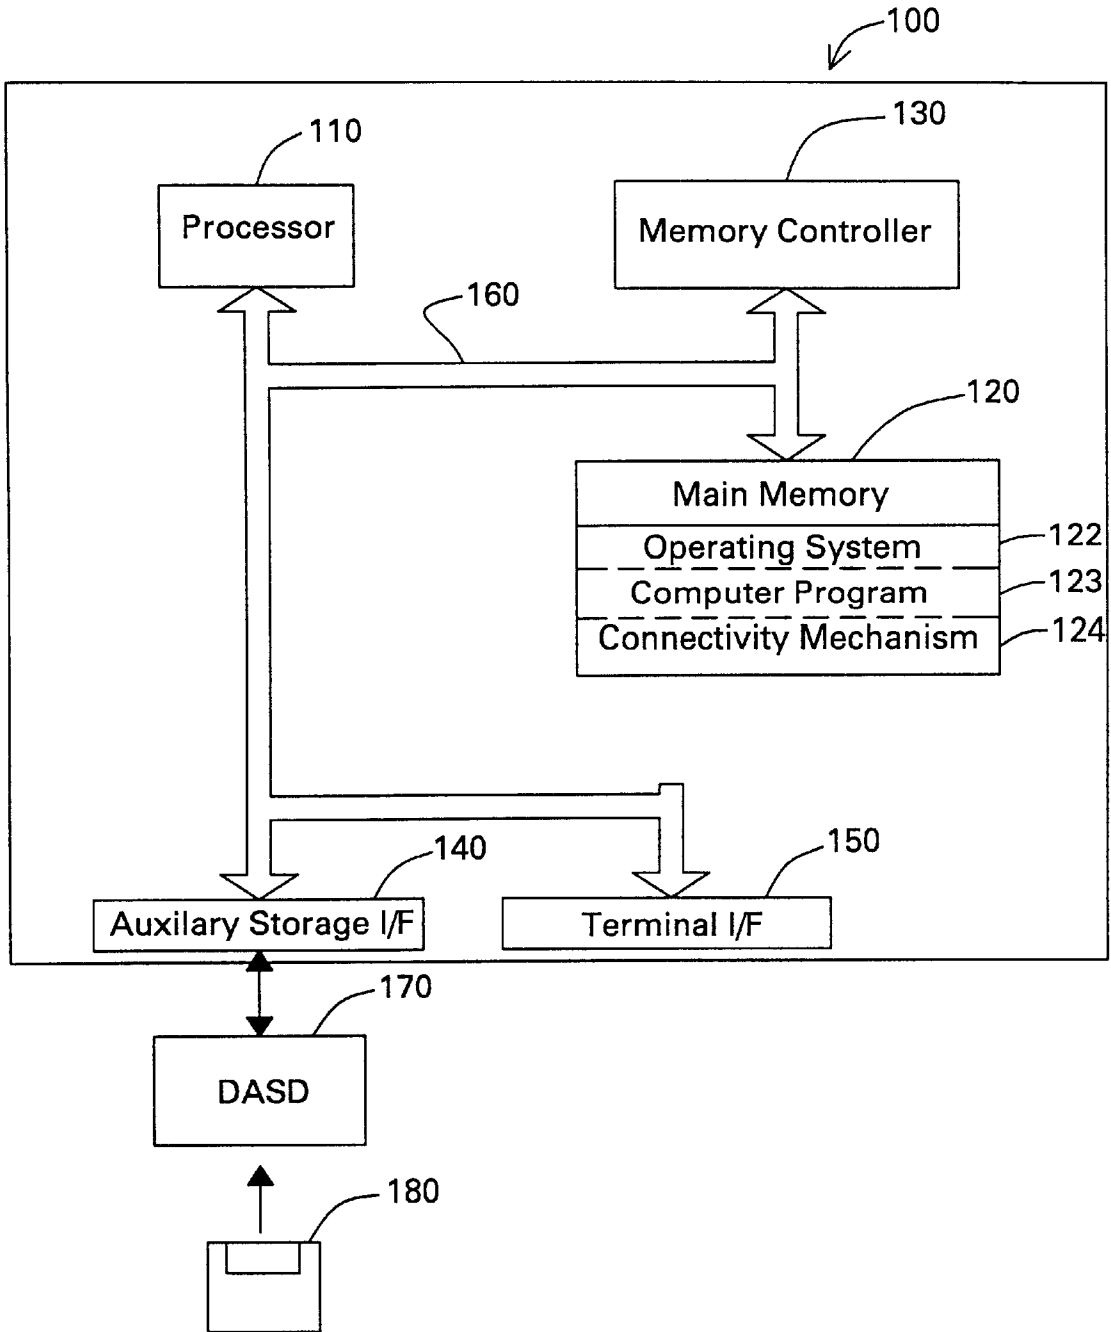 100
110
130
Processor
Memory Controller
160
120
Main Memory
Operating System
122
Computer Program
123
Connectivity Mechanism
124
140
150
Auxilary Storage I/F
Terminal I/F
170
DASD
180